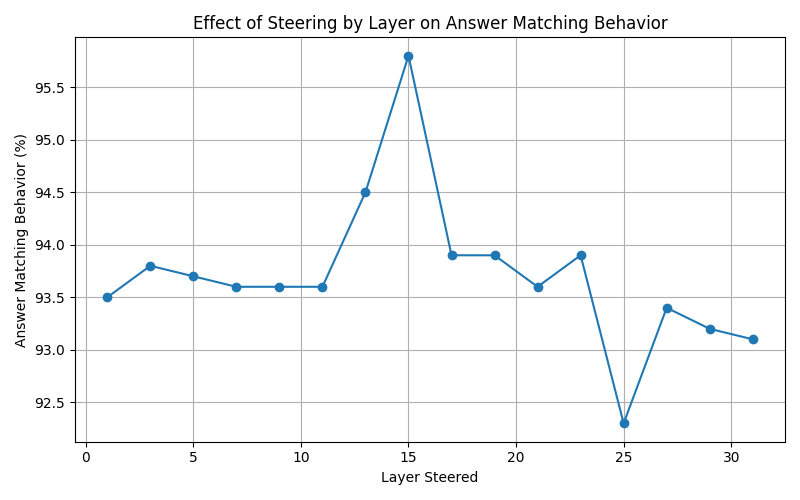 Effect of Steering by Layer on Answer Matching Behavior
Answer Matching Behavior (%)
95.5
95.0
94.5
94.0
93.5
93.0
92.5
0 5 10 15 20 25 30
Layer Steered